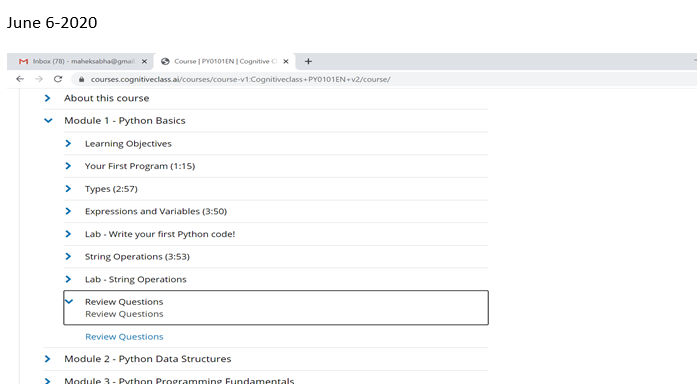 June 6-2020
Inbox (78) - maheksabha@gmai
Course | PY0101EN | Cognitive C
courses.cognitiveclass.ai/courses/course-v1:Cognitiveclass+PY0101EN+v2/course/
About this course
Module 1 - Python Basics
Learning Objectives
Your First Program (1:15)
Types (2:57)
Expressions and Variables (3:50)
Lab - Write your first Python code!
String Operations (3:53)
Lab - String Operations
Review Questions
Review Questions
Review Questions
Module 2 - Python Data Structures
Module 3 - Python Programming Fundamentals